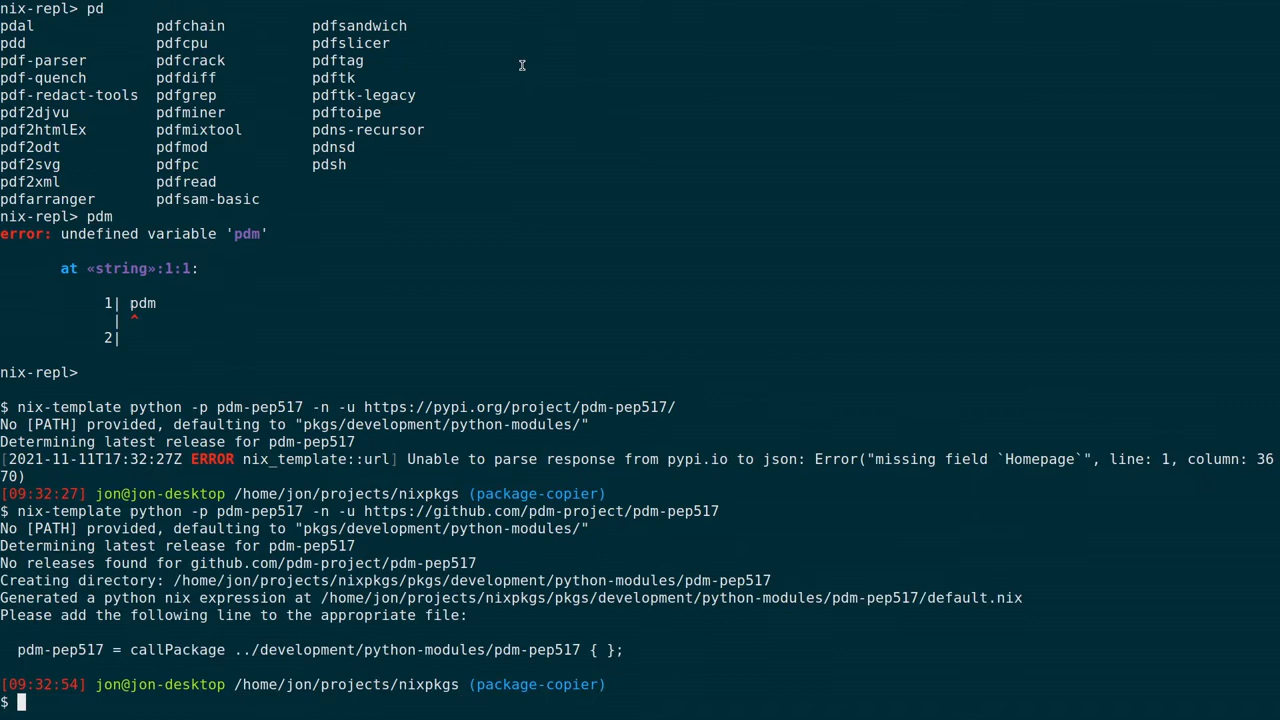 nix-repl> pd
pdal pdfchain pdfsandwich
pdd pdfcpu pdfslicer
pdf-parser pdfcrack pdftag
pdf-quench pdfdiff pdftk
pdf-redact-tools pdfgrep pdftk-legacy
pdf2djvu pdfminer pdftoipe
pdf2htmlEx pdfmixtool pdns-recursor
pdf2odt pdfmod pdnsd
pdf2svg pdfpc pdsh
pdf2xml pdfread
pdfarranger pdfsam-basic
nix-repl> pdm
error: undefined variable 'pdm'
at «string»:1:1:
1| pdm
| ^
2|
nix-repl>
$ nix-template python -p pdm-pep517 -n -u https://pypi.org/project/pdm-pep517/
No [PATH] provided, defaulting to "pkgs/development/python-modules/"
Determining latest release for pdm-pep517
[2021-11-11T17:32:27Z ERROR nix_template::url] Unable to parse response from pypi.io to json: Error("missing field `Homepage`", line: 1, column: 36
70)
[09:32:27] jon@jon-desktop /home/jon/projects/nixpkgs (package-copier)
$ nix-template python -p pdm-pep517 -n -u https://github.com/pdm-project/pdm-pep517
No [PATH] provided, defaulting to "pkgs/development/python-modules/"
Determining latest release for pdm-pep517
No releases found for github.com/pdm-project/pdm-pep517
Creating directory: /home/jon/projects/nixpkgs/pkgs/development/python-modules/pdm-pep517
Generated a python nix expression at /home/jon/projects/nixpkgs/pkgs/development/python-modules/pdm-pep517/default.nix
Please add the following line to the appropriate file:
pdm-pep517 = callPackage ../development/python-modules/pdm-pep517 { };
[09:32:54] jon@jon-desktop /home/jon/projects/nixpkgs (package-copier)
$